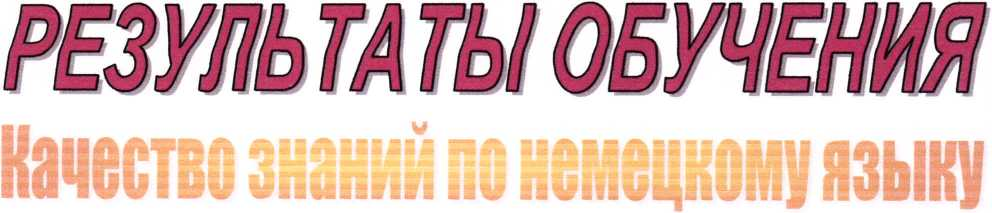 РЕЗУЛЬТАТЫ ОБУЧЕНИЯ
Качество знаний по немецкому языку